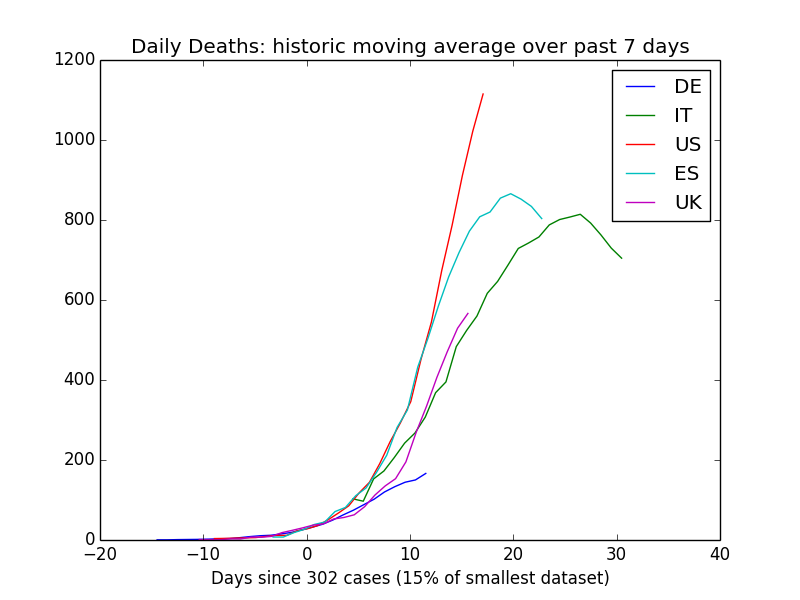 Daily Deaths: historic moving average over past 7 days
1200
1000
800
600
400
200
0
−20
−10
0
10
20
30
40
DE
IT
US
ES
UK
Days since 302 cases (15% of smallest dataset)